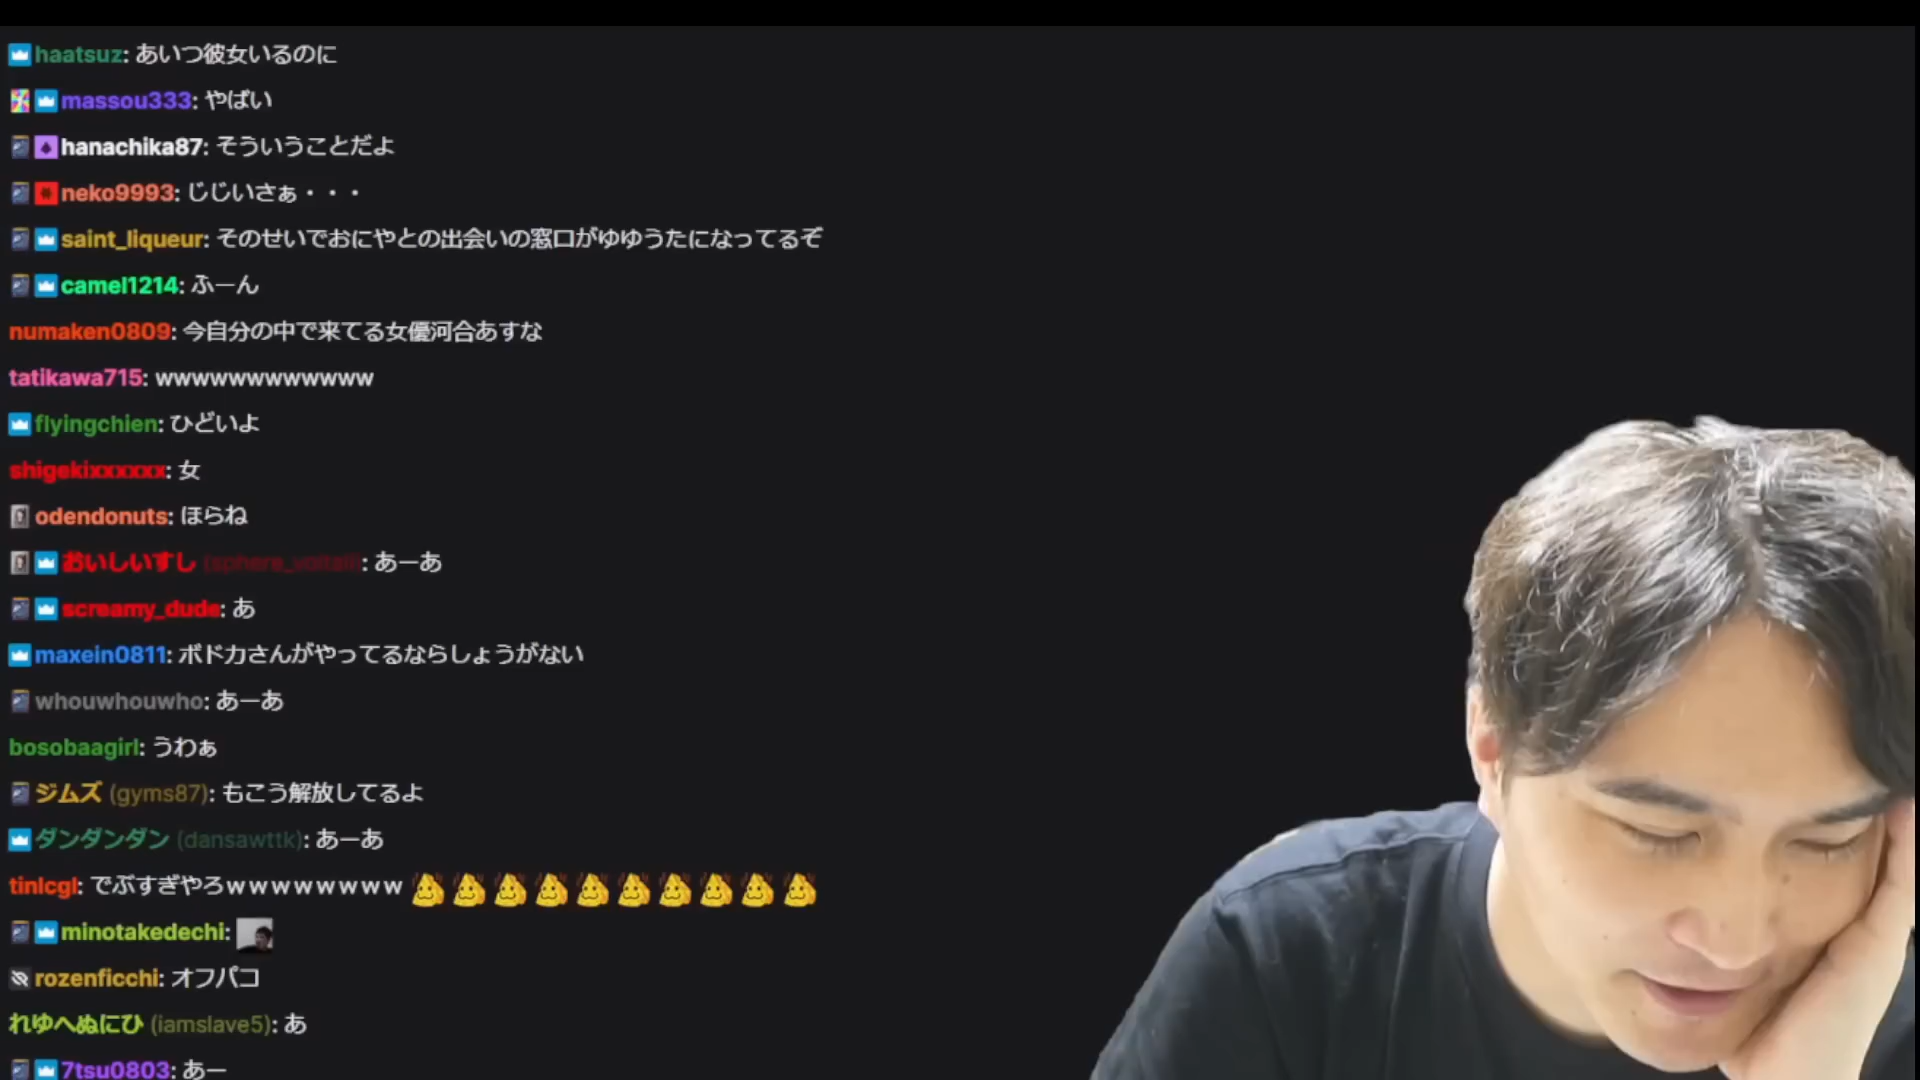 haatsuz: あいつ彼女いるのに
massou333: やばい
hanachika87: そういうことだよ
neko9993: じじいさぁ・・・
saint_liqueur: そのせいでおにやとの出会いの窓口がゆゆうたになってるぞ
camel1214: ふーん
numaken0809: 今自分の中で来てる女優河合あすな
tatikawa715: wwwwwwwwwwww
flyingchien: ひどいよ
shigekixxxxxx: 女
odendonuts: ほらね
おいしいすし: あーあ
screamy_dude: あ
maxein0811: ボドカさんがやってるならしょうがない
whouwhouwho: あーあ
bosobaagirl: うわぁ
ジムズ (gyms87): もこう解放してるよ
ダンダンダン (dansawttk): あーあ
tinlcgl: でぶすぎやろｗｗｗｗｗｗｗｗ
minotakedechi:
rozenficchi: オフパコ
れゆへぬにひ (iamslave5): あ
7tsu0803: あー